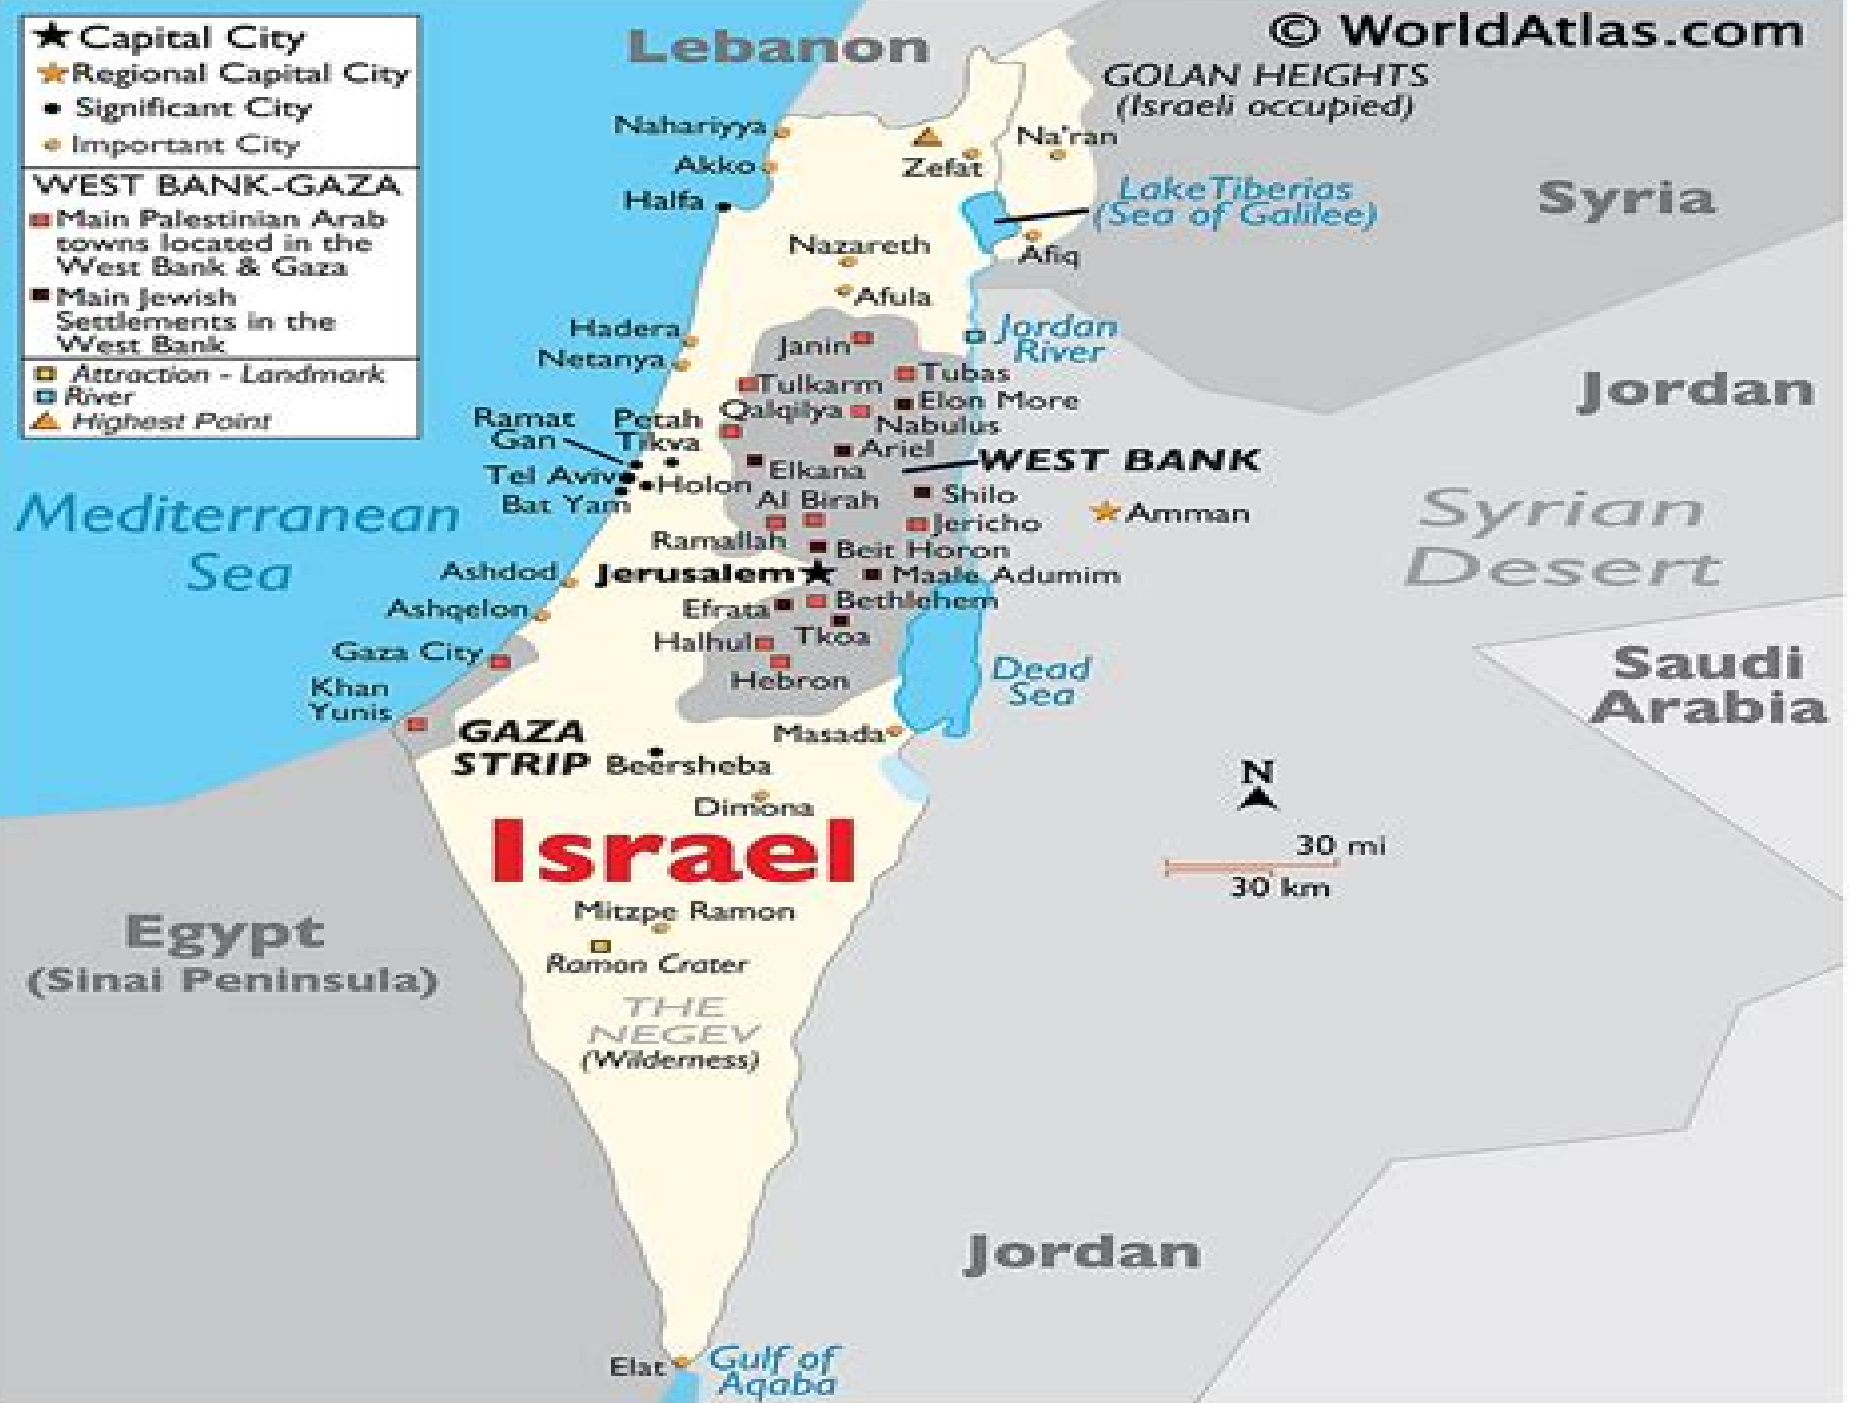 Capital City
Regional Capital City
Significant City
Important City
WEST BANK-GAZA
Main Palestinian Arab
towns located in the
West Bank & Gaza
Main Jewish
Settlements in the
West Bank
Attraction - Landmark
River
Highest Point
© WorldAtlas.com
Lebanon
GOLAN HEIGHTS
(Israeli occupied)
Nahariyya
Na'ran
Akko
Zefat
Halfa
Lake Tiberias
(Sea of Galilee)
Syria
Nazareth
Afiq
Afula
Hadera
Jordan
River
Janin
Netanya
Tubas
Tulkarm
Jordan
Elon More
Qalqilya
Nabulus
Ramat
Gan
Petah
Tikva
Ariel
WEST BANK
Elkana
Tel Aviv
Holon
Shilo
Bat Yam
Al Birah
Amman
Jericho
Syrian
Desert
Mediterranean
Sea
Ramallah
Beit Horon
Ashdod
Jerusalem
Maale Adumim
Ashqelon
Efrata
Bethlehem
Halhul
Tkoa
Gaza City
Hebron
Dead
Sea
Saudi
Arabia
Khan
Yunis
GAZA
STRIP
Masada
Beersheba
Dimona
N
Israel
30 mi
30 km
Mitzpe Ramon
Egypt
(Sinai Peninsula)
Ramon Crater
THE
NEGEV
(Wilderness)
Jordan
Elat
Gulf of
Aqaba